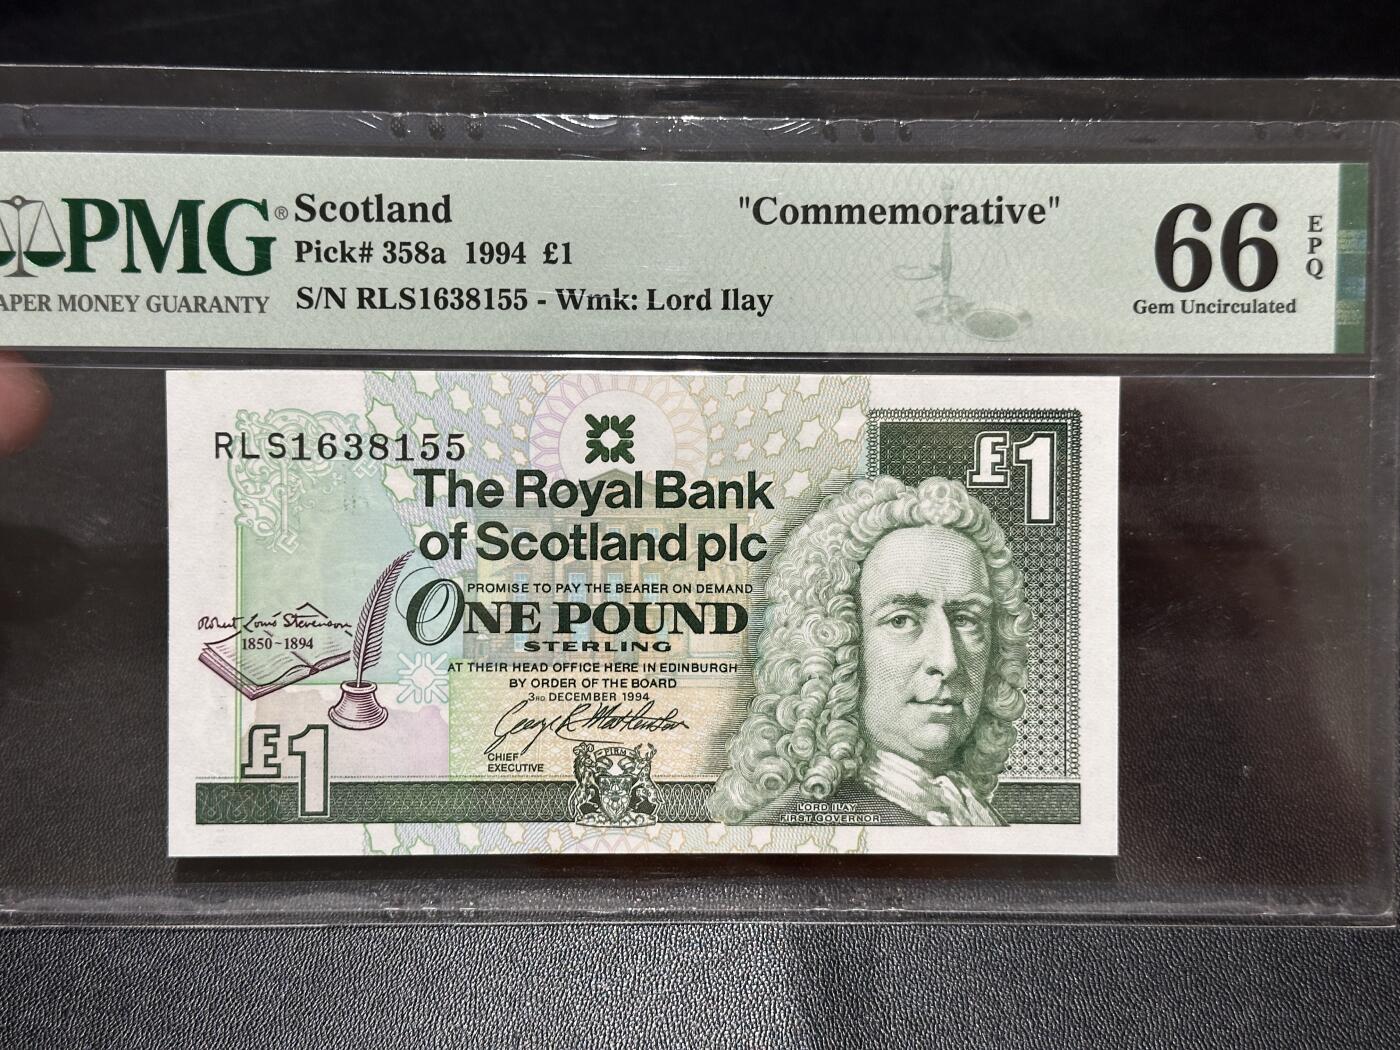 PMG® Scotland "Commemorative" 66 EPQ
Pick# 358a 1994 £1
APER MONEY GUARANTY S/N RLS1638155 - Wmk: Lord Ilay Gem Uncirculated
RLS1638155
£1
The Royal Bank
of Scotland plc
PROMISE TO PAY THE BEARER ON DEMAND
ONE POUND
STERLING
Robert Louis Stevenson
1850-1894
AT THEIR HEAD OFFICE HERE IN EDINBURGH
BY ORDER OF THE BOARD
3RD DECEMBER 1994
£1
CHIEF
EXECUTIVE
FIRM
LORD ILAY
FIRST GOVERNOR